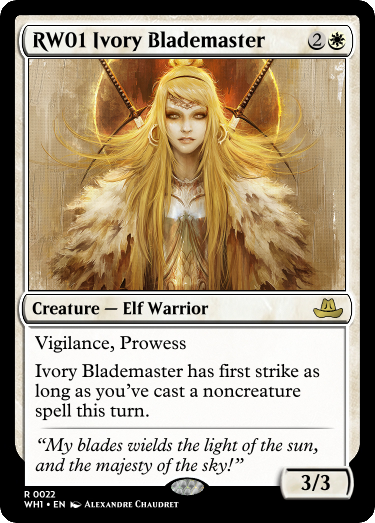 RW01 Ivory Blademaster 2
Creature — Elf Warrior
Vigilance, Prowess
Ivory Blademaster has first strike as
long as you've cast a noncreature
spell this turn.
“My blades wields the light of the sun,
and the majesty of the sky!”
3/3
R 0022
WH1 • EN Alexandre Chaudret